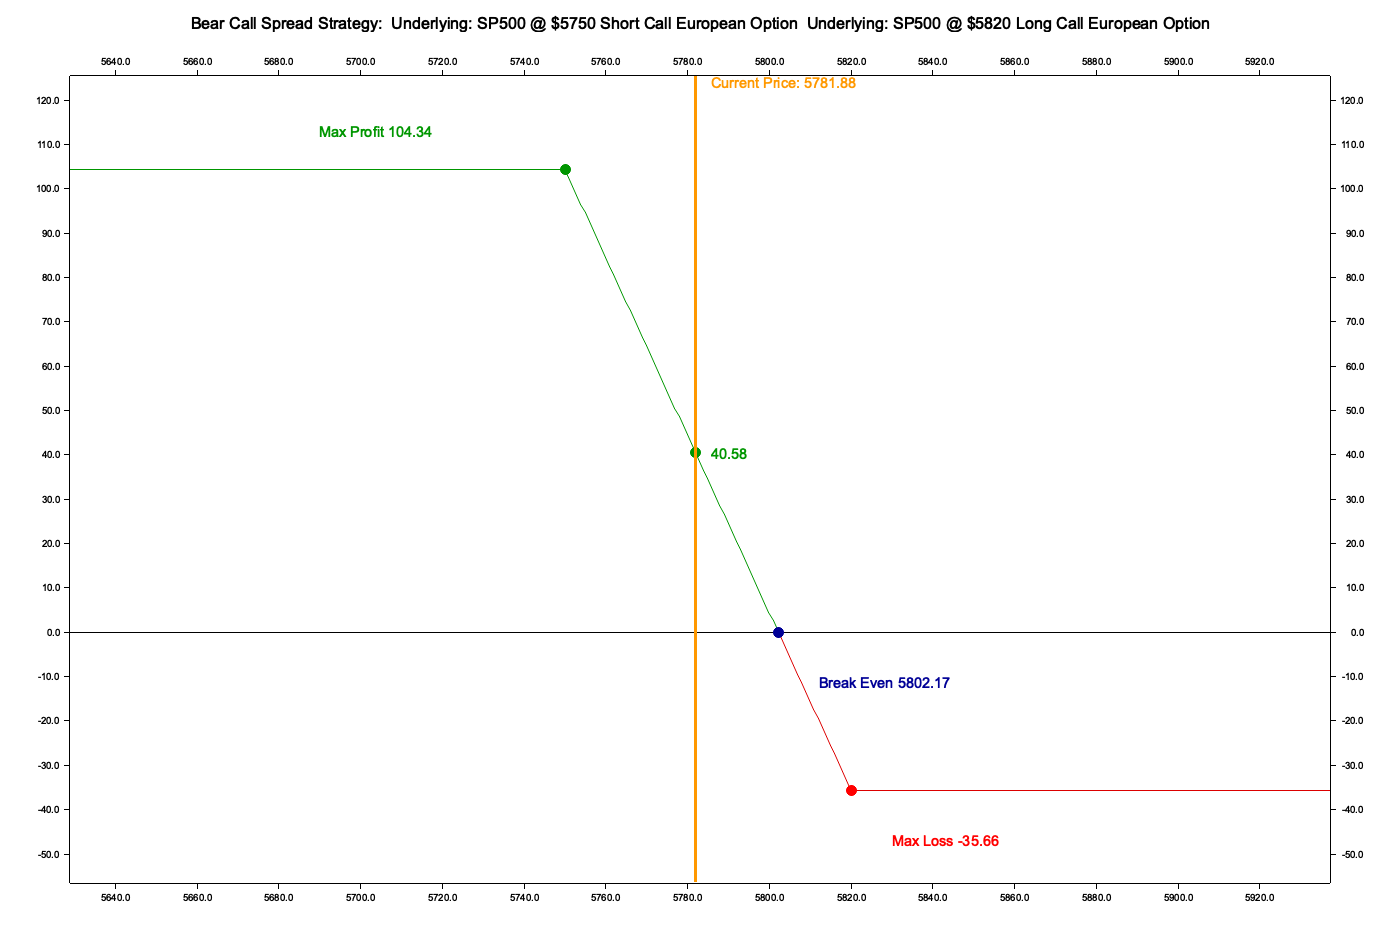 Bear Call Spread Strategy:  Underlying: SP500 @ $5750 Short Call European Option  Underlying: SP500 @ $5820 Long Call European Option
5640.0 5660.0 5680.0 5700.0 5720.0 5740.0 5760.0 5780.0 5800.0 5820.0 5840.0 5860.0 5880.0 5900.0 5920.0
Current Price: 5781.88
120.0 120.0
Max Profit 104.34
110.0 110.0
100.0 100.0
90.0 90.0
80.0 80.0
70.0 70.0
60.0 60.0
50.0 50.0
40.0 40.58 40.0
30.0 30.0
20.0 20.0
10.0 10.0
0.0 0.0
-10.0 -10.0
Break Even 5802.17
-20.0 -20.0
-30.0 -30.0
-40.0 -40.0
Max Loss -35.66
-50.0 -50.0
5640.0 5660.0 5680.0 5700.0 5720.0 5740.0 5760.0 5780.0 5800.0 5820.0 5840.0 5860.0 5880.0 5900.0 5920.0